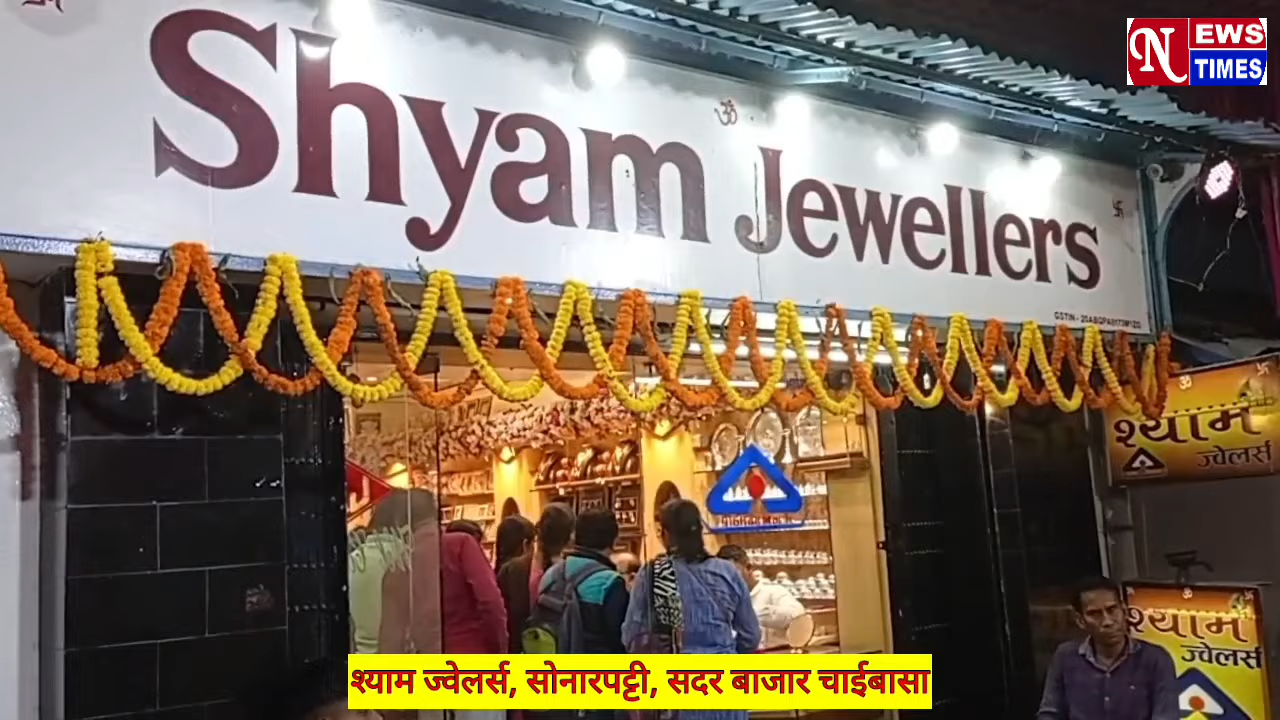 N EWS
TIMES
ॐ
Shyam Jewellers
ॐ
श्याम
ज्वेलर्स
श्याम
ज्वेलर्स
श्याम ज्वेलर्स, सोनारपट्टी, सदर बाजार चाईबासा